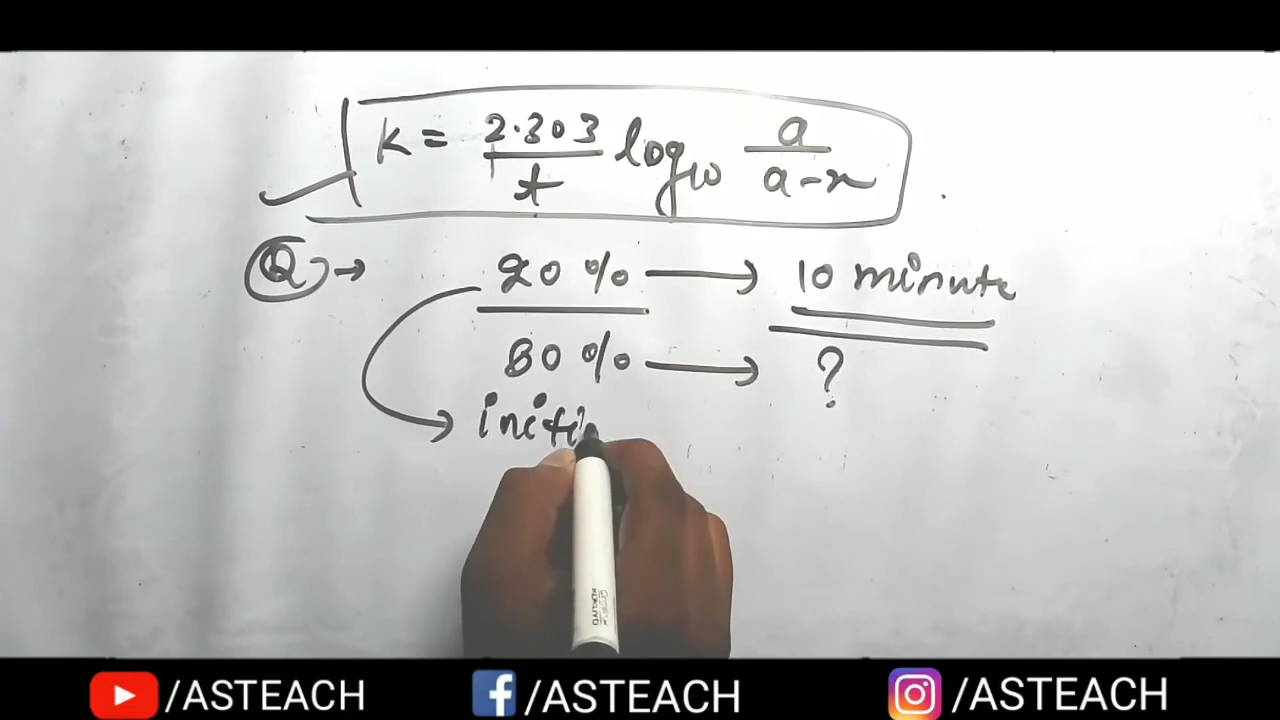 K = 2.303/t log10 a/a-x
Q → 20 % → 10 minute
80 % → ?
initi
/ASTEACH /ASTEACH /ASTEACH